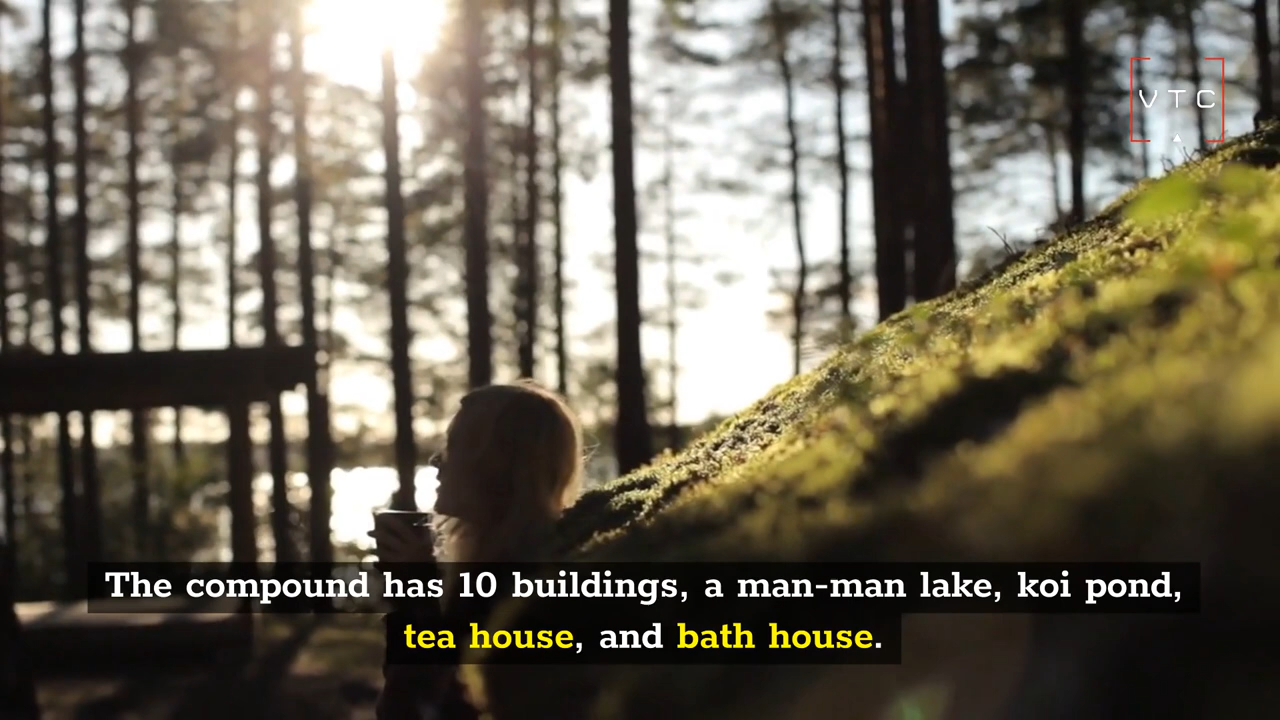 VTC
The compound has 10 buildings, a man-man lake, koi pond,
tea house, and bath house.